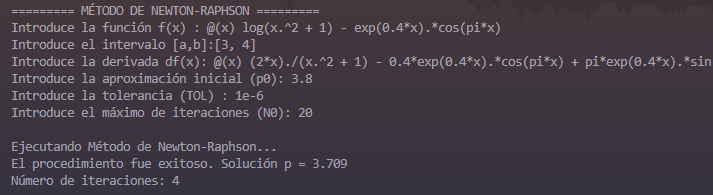 ========= MÉTODO DE NEWTON-RAPHSON =========
Introduce la función f(x) : @(x) log(x.^2 + 1) - exp(0.4*x).*cos(pi*x)
Introduce el intervalo [a,b]:[3, 4]
Introduce la derivada df(x): @(x) (2*x)./(x.^2 + 1) - 0.4*exp(0.4*x).*cos(pi*x) + pi*exp(0.4*x).*sin
Introduce la aproximación inicial (p0): 3.8
Introduce la tolerancia (TOL) : 1e-6
Introduce el máximo de iteraciones (N0): 20
Ejecutando Método de Newton-Raphson...
El procedimiento fue exitoso. Solución p = 3.709
Número de iteraciones: 4